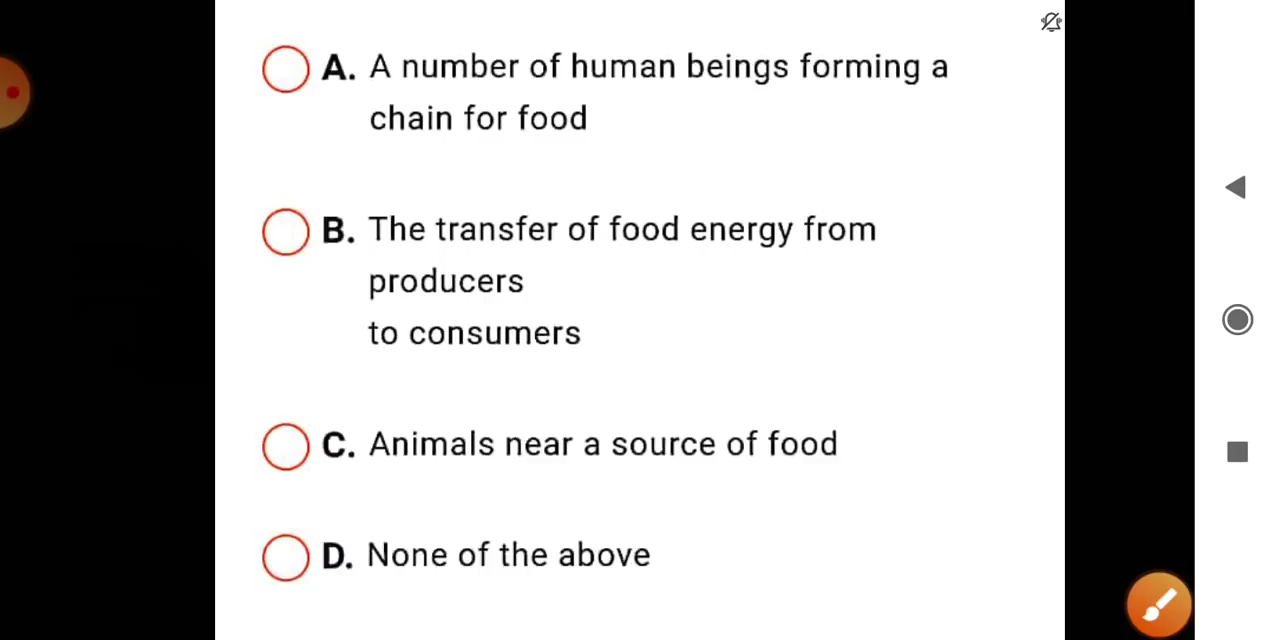 A. A number of human beings forming a
chain for food
B. The transfer of food energy from
producers
to consumers
C. Animals near a source of food
D. None of the above